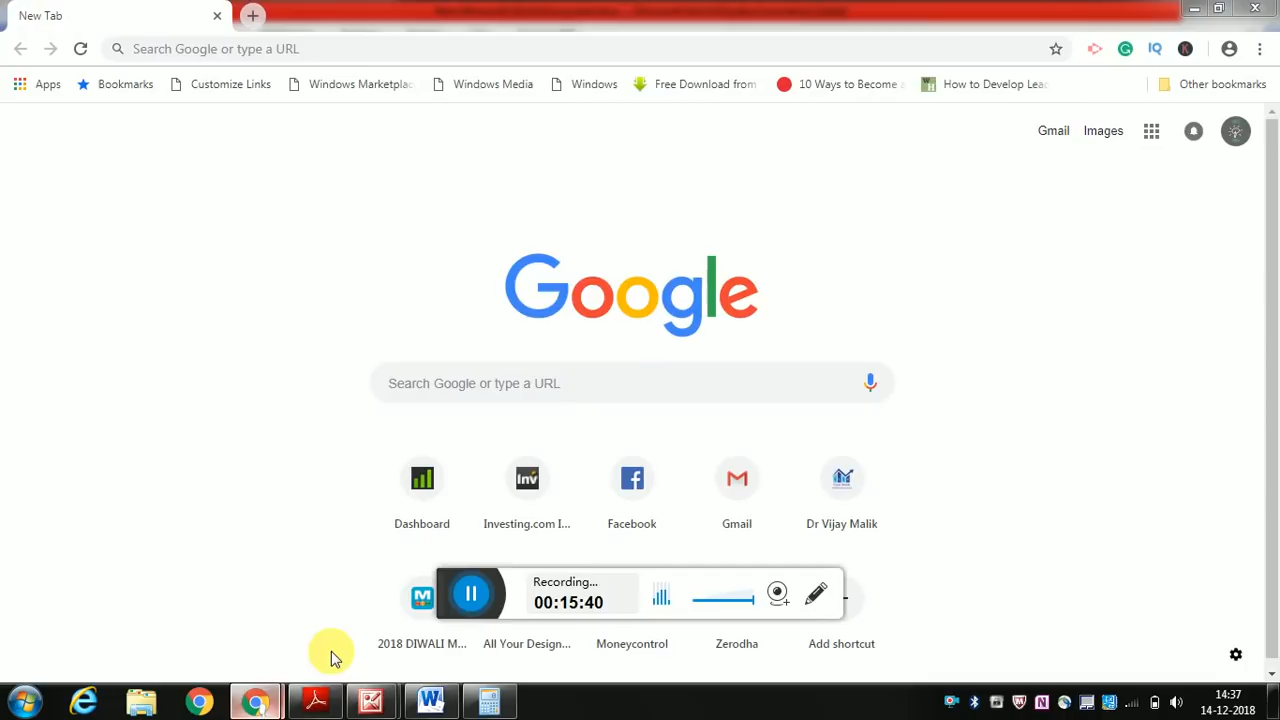 New Tab
Search Google or type a URL
Apps Bookmarks Customize Links Windows Marketplac Windows Media Windows Free Download from 10 Ways to Become a How to Develop Lea Other bookmarks
Gmail Images
Google
Search Google or type a URL
Inv
Dashboard Investing.com I... Facebook Gmail Dr Vijay Malik
Recording...
00:15:40
2018 DIWALI M... All Your Design... Moneycontrol Zerodha Add shortcut
14:37
14-12-2018